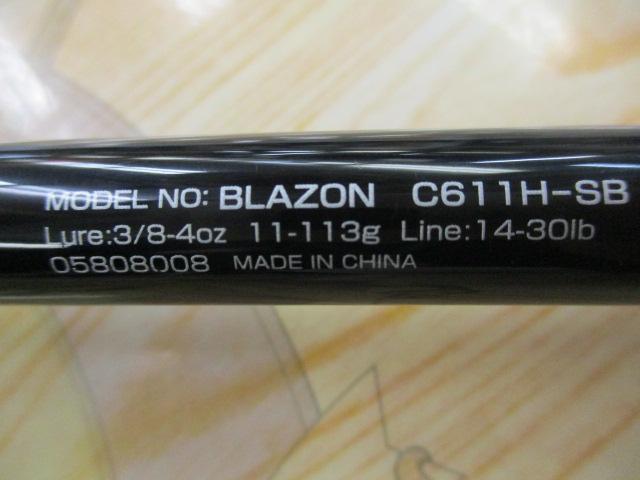 MODEL NO: BLAZON C611H-SB
Lure:3/8-4oz 11-113g Line:14-30lb
05808008 MADE IN CHINA